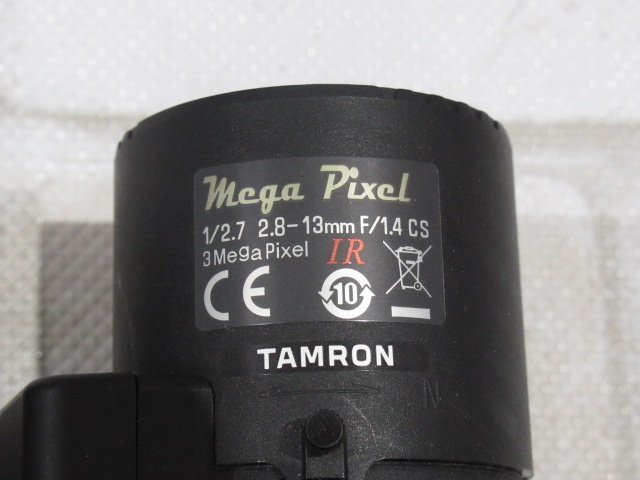 Mega Pixel
1/2.7 2.8-13mm F/1.4 CS
3 Mega Pixel IR
CE 10
TAMRON
N